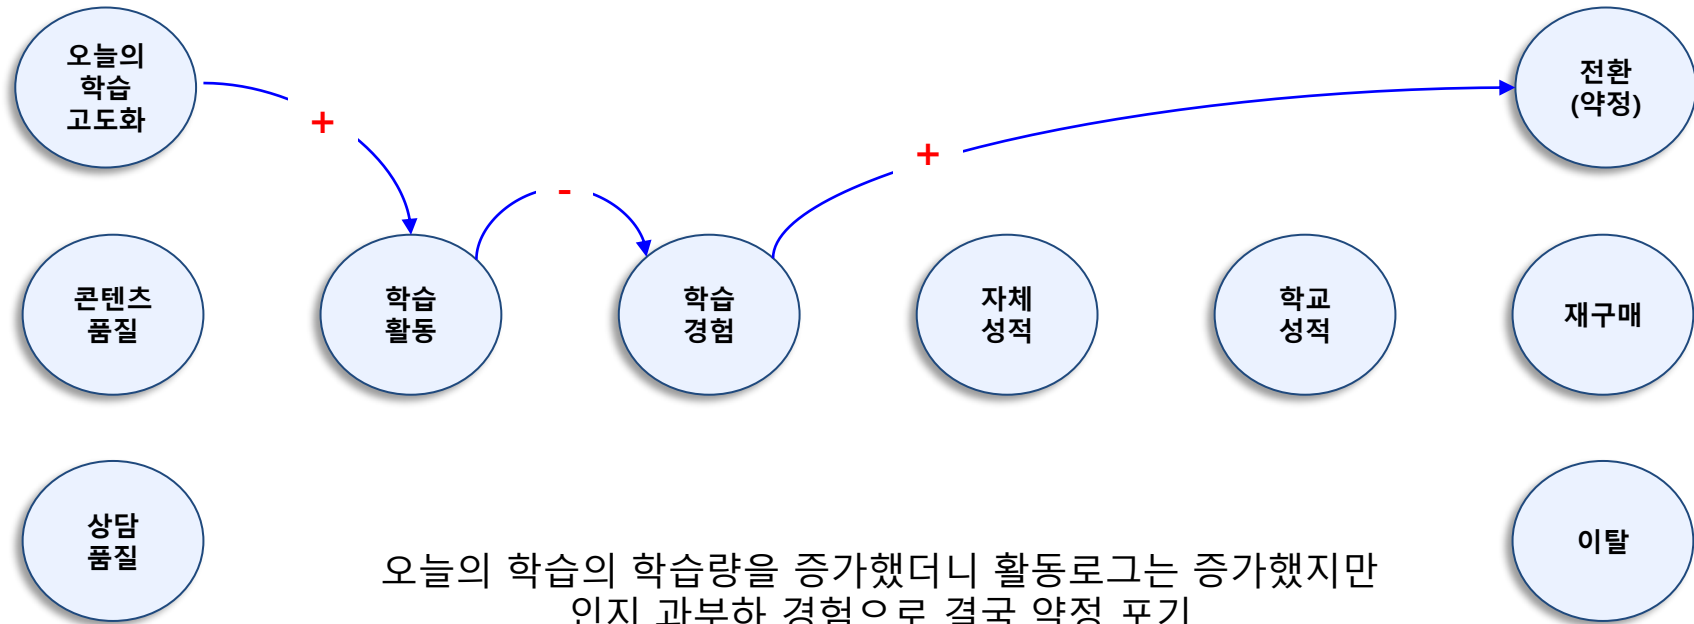 오늘의
학습
고도화
+
-
+
전환
(약정)
콘텐츠
품질
학습
활동
학습
경험
자체
성적
학교
성적
재구매
상담
품질
이탈
오늘의 학습의 학습량을 증가했더니 활동로그는 증가했지만
인지 과부하 경험으로 결국 약정 포기